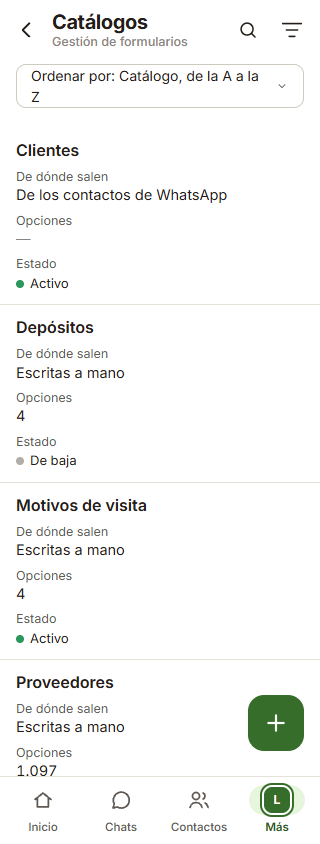 Catálogos
Gestión de formularios
Ordenar por: Catálogo, de la A a la
Z
Clientes
De dónde salen
De los contactos de WhatsApp
Opciones
—
Estado
Activo
Depósitos
De dónde salen
Escritas a mano
Opciones
4
Estado
De baja
Motivos de visita
De dónde salen
Escritas a mano
Opciones
4
Estado
Activo
Proveedores
De dónde salen
Escritas a mano
Opciones
1.097
L
Inicio
Chats
Contactos
Más